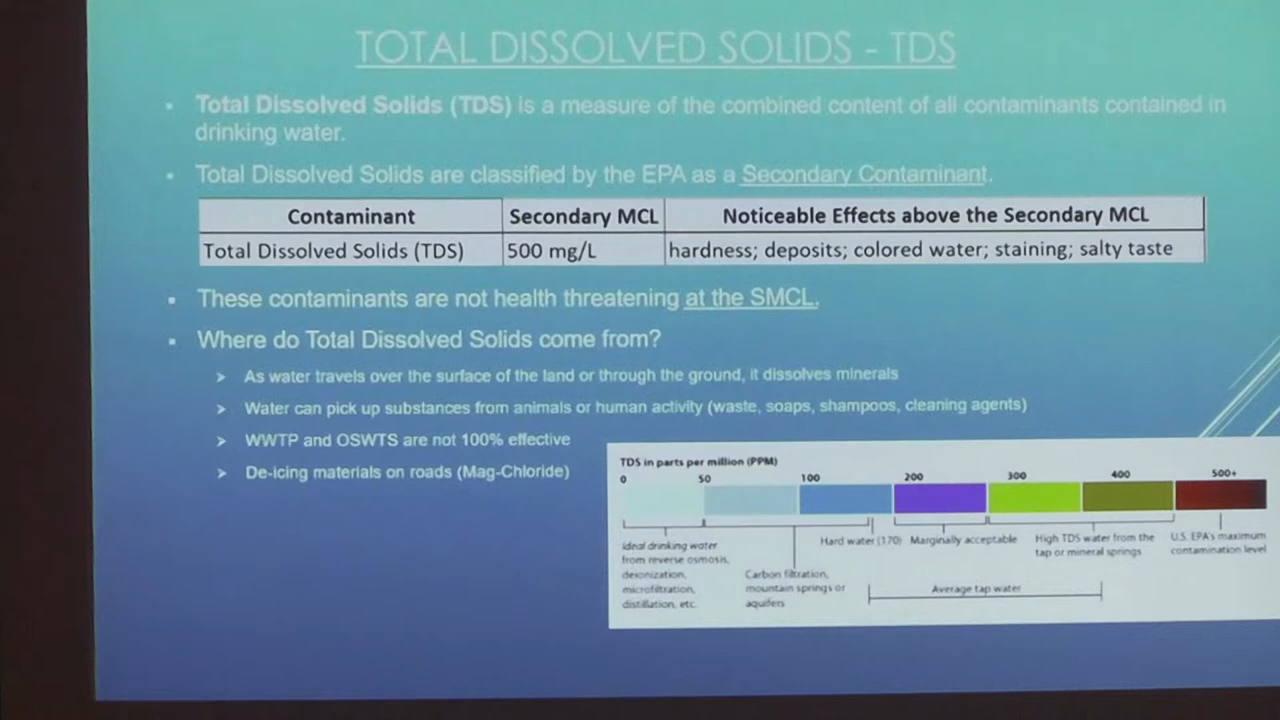 TOTAL DISSOLVED SOLIDS - TDS
Total Dissolved Solids (TDS) is a measure of the combined content of all contaminants contained in
drinking water.
Total Dissolved Solids are classified by the EPA as a Secondary Contaminant.
Contaminant Secondary MCL Noticeable Effects above the Secondary MCL
Total Dissolved Solids (TDS) 500 mg/L hardness; deposits; colored water; staining; salty taste
These contaminants are not health threatening at the SMCL.
Where do Total Dissolved Solids come from?
As water travels over the surface of the land or through the ground, it dissolves minerals
Water can pick up substances from animals or human activity (waste, soaps, shampoos, cleaning agents)
WWTP and OSWTS are not 100% effective
De-icing materials on roads (Mag-Chloride)
TDS in parts per million (PPM)
0 50 100 200 300 400 500+
Ideal drinking water
from reverse osmosis,
deionization,
microfiltration,
distillation, etc.
Carbon filtration,
mountain springs or
aquifers
Hard water (170)
Marginally acceptable
High TDS water from the
tap or mineral springs
U.S. EPA's maximum
contamination level
Average tap water